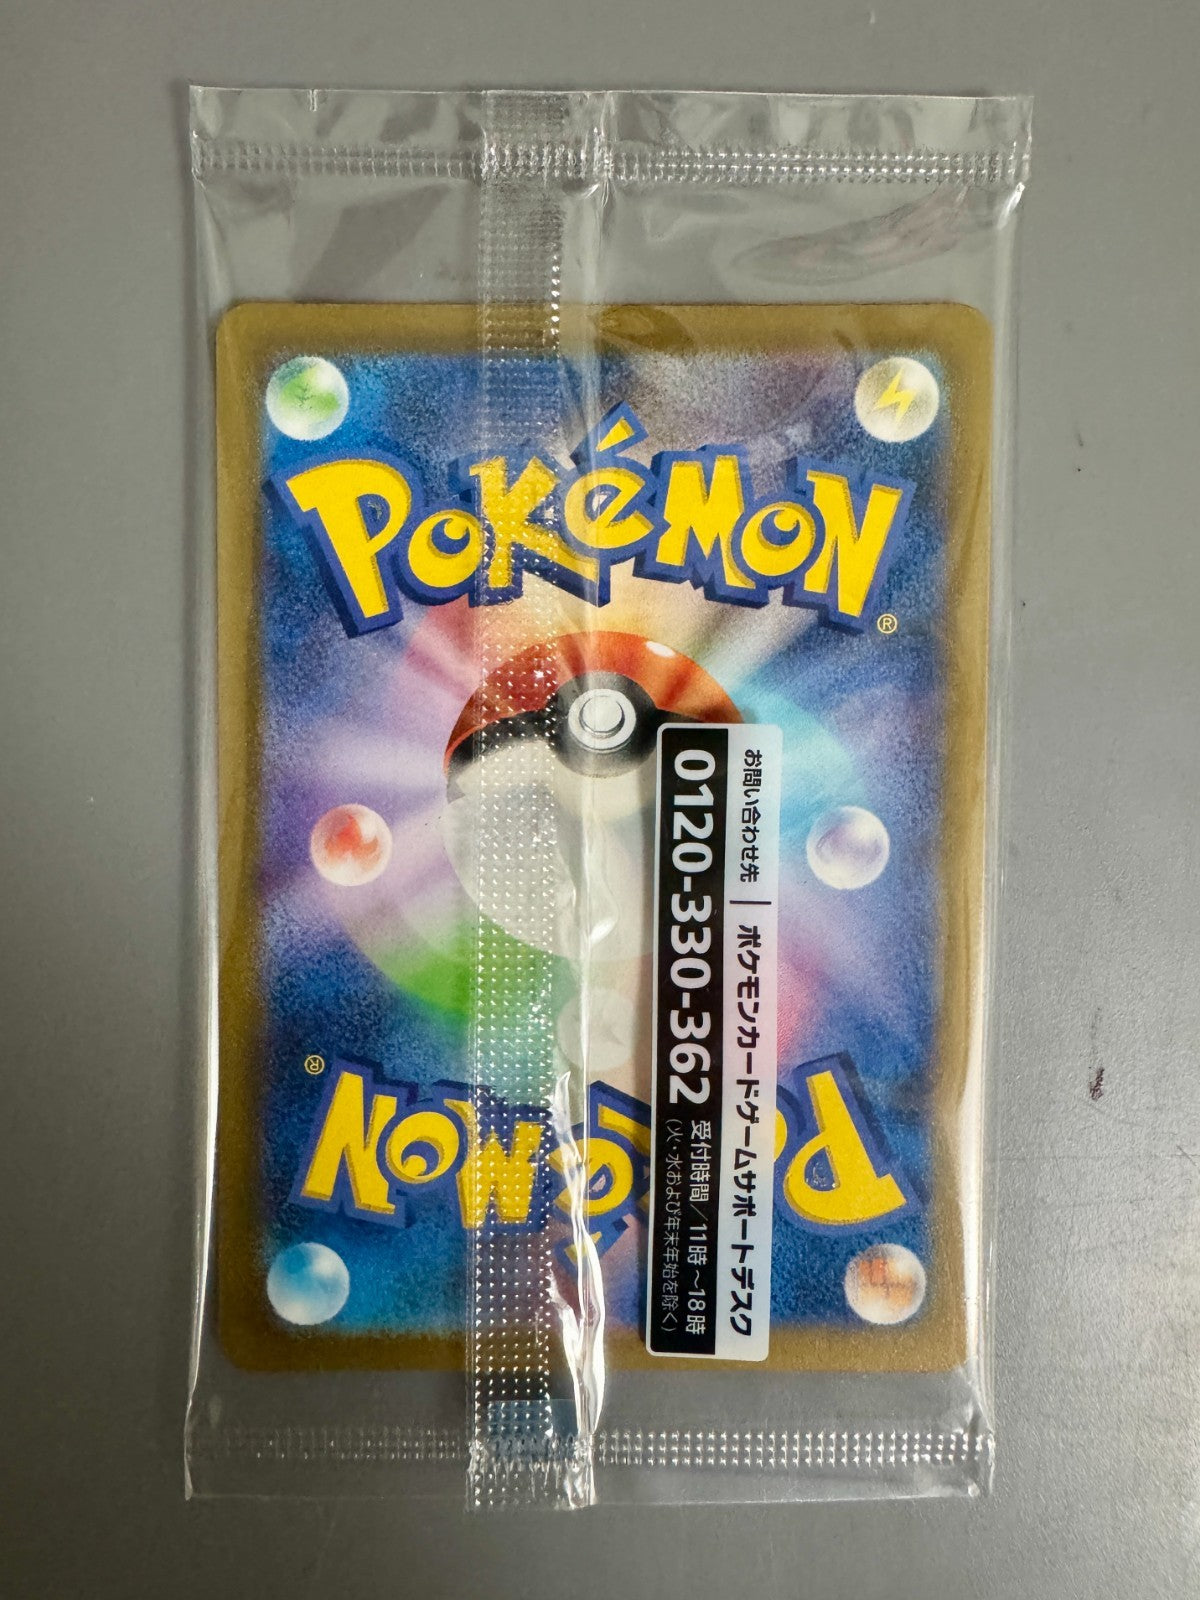 POKéMON
®
お問い合わせ先 | ポケモンカードゲームサポートデスク
0120-330-362 受付時間/11時~18時
(火・水および年末年始を除く)
POKéMON
®